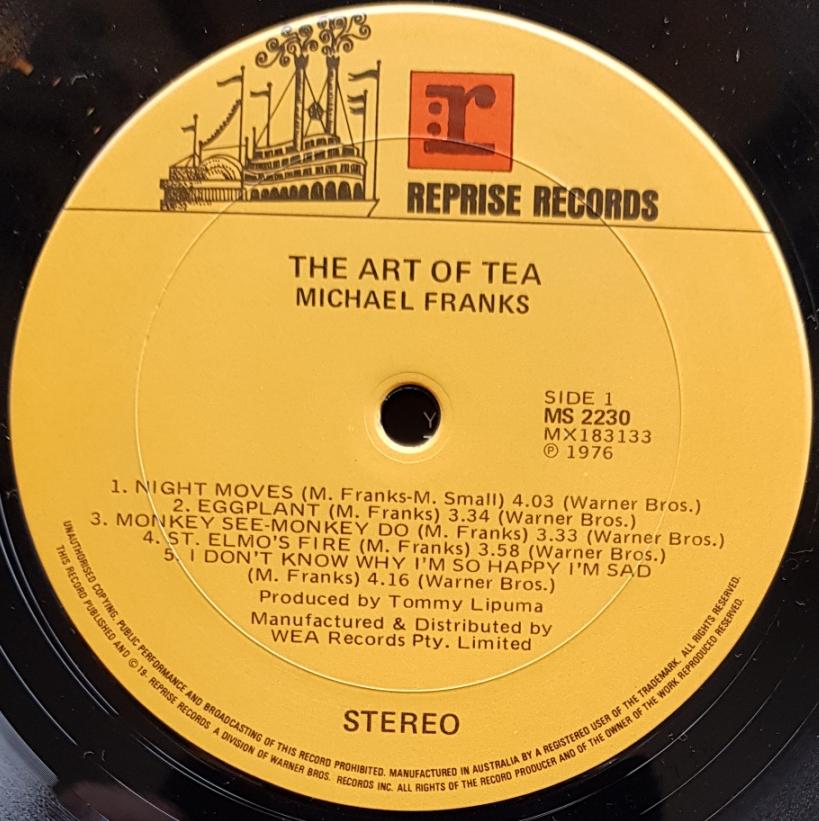 r
REPRISE RECORDS
THE ART OF TEA
MICHAEL FRANKS
SIDE 1
MS 2230
MX183133
℗ 1976
1. NIGHT MOVES (M. Franks-M. Small) 4.03 (Warner Bros.)
2. EGGPLANT (M. Franks) 3.34 (Warner Bros.)
3. MONKEY SEE-MONKEY DO (M. Franks) 3.33 (Warner Bros.)
4. ST. ELMO'S FIRE (M. Franks) 3.58 (Warner Bros.)
5. I DON'T KNOW WHY I'M SO HAPPY I'M SAD
(M. Franks) 4.16 (Warner Bros.)
Produced by Tommy Lipuma
Manufactured & Distributed by
WEA Records Pty. Limited
STEREO
UNAUTHORISED COPYING, PUBLIC PERFORMANCE AND BROADCASTING OF THIS RECORD PROHIBITED. MANUFACTURED IN AUSTRALIA BY A REGISTERED USER OF THE TRADEMARK. ALL RIGHTS RESERVED.
THIS RECORD PUBLISHED AND © 19- REPRISE RECORDS A DIVISION OF WARNER BROS. RECORDS INC. ALL RIGHTS OF THE RECORD PRODUCER AND OF THE OWNER OF THE WORK REPRODUCED RESERVED.